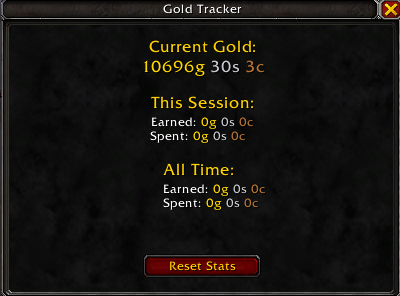 Gold Tracker
Current Gold:
10696g 30s 3c
This Session:
Earned: 0g 0s 0c
Spent: 0g 0s 0c
All Time:
Earned: 0g 0s 0c
Spent: 0g 0s 0c
Reset Stats